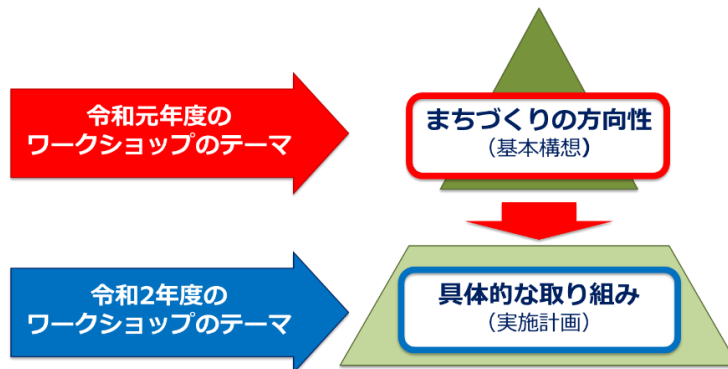 令和元年度の
ワークショップのテーマ
まちづくりの方向性
（基本構想）
令和2年度の
ワークショップのテーマ
具体的な取り組み
（実施計画）